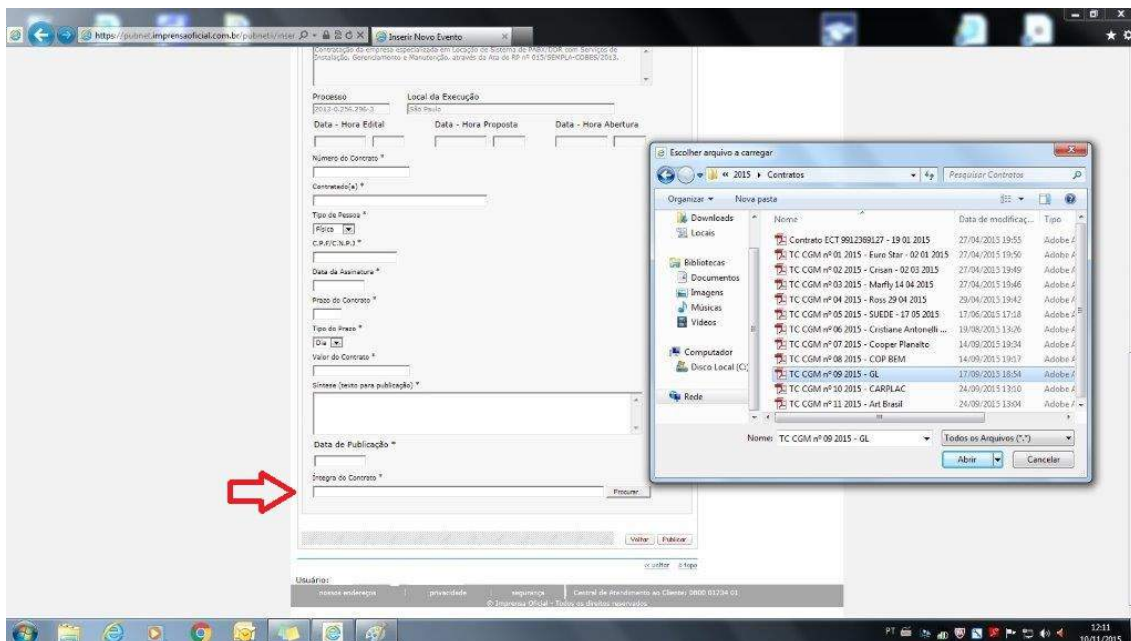 https://pubnet.imprensaoficial.com.br/pubnetii/inser
Inserir Novo Evento
Contratação da empresa especializada em Locação de Sistema de PABX/DDR com Serviços de
Instalação, Gerenciamento e Manutenção, através da Ata de RP nº 015/SEMPLA-COBES/2013.
Processo Local da Execução
2013-0.256.296-3 São Paulo
Data - Hora Edital Data - Hora Proposta Data - Hora Abertura
Número do Contrato *
Contratado(a) *
Tipo de Pessoa *
Física
C.P.F/C.N.P.J *
Data da Assinatura *
Prazo do Contrato *
Tipo do Prazo *
Dia
Valor do Contrato *
Síntese (texto para publicação) *
Data de Publicação *
Integra do Contrato *
Procurar...
Voltar Publicar
<< voltar
Usuário:
nossos endereços privacidade segurança Central de Atendimento ao Cliente: 0800 01234 01
© Imprensa Oficial - Todos os direitos reservados
Escolher arquivo a carregar
« 2015 Contratos Pesquisar Contratos
Organizar Nova pasta
Downloads
Locais
Bibliotecas
Documentos
Imagens
Músicas
Vídeos
Computador
Disco Local (C:
Rede
Nome Data de modificaç... Tipo
Contrato ECT 9912369127 - 19 01 2015 27/04/2015 19:55 Adobe A
TC CGM nº 01 2015 - Euro Star - 02 01 2015 27/04/2015 19:50 Adobe A
TC CGM nº 02 2015 - Crisan - 02 03 2015 27/04/2015 19:49 Adobe A
TC CGM nº 03 2015 - Marfly 14 04 2015 27/04/2015 19:46 Adobe A
TC CGM nº 04 2015 - Ross 29 04 2015 29/04/2015 19:42 Adobe A
TC CGM nº 05 2015 - SUEDE - 17 05 2015 17/06/2015 17:18 Adobe A
TC CGM nº 06 2015 - Cristiane Antonelli ... 19/08/2015 13:26 Adobe A
TC CGM nº 07 2015 - Cooper Planalto 14/09/2015 19:34 Adobe A
TC CGM nº 08 2015 - COP BEM 14/09/2015 19:17 Adobe A
TC CGM nº 09 2015 - GL 17/09/2015 18:54 Adobe A
TC CGM nº 10 2015 - CARPLAC 24/09/2015 13:10 Adobe A
TC CGM nº 11 2015 - Art Brasil 24/09/2015 13:04 Adobe A
Nome: TC CGM nº 09 2015 - GL Todos os Arquivos (*.*)
Abrir Cancelar
PT 12:11
10/11/2015